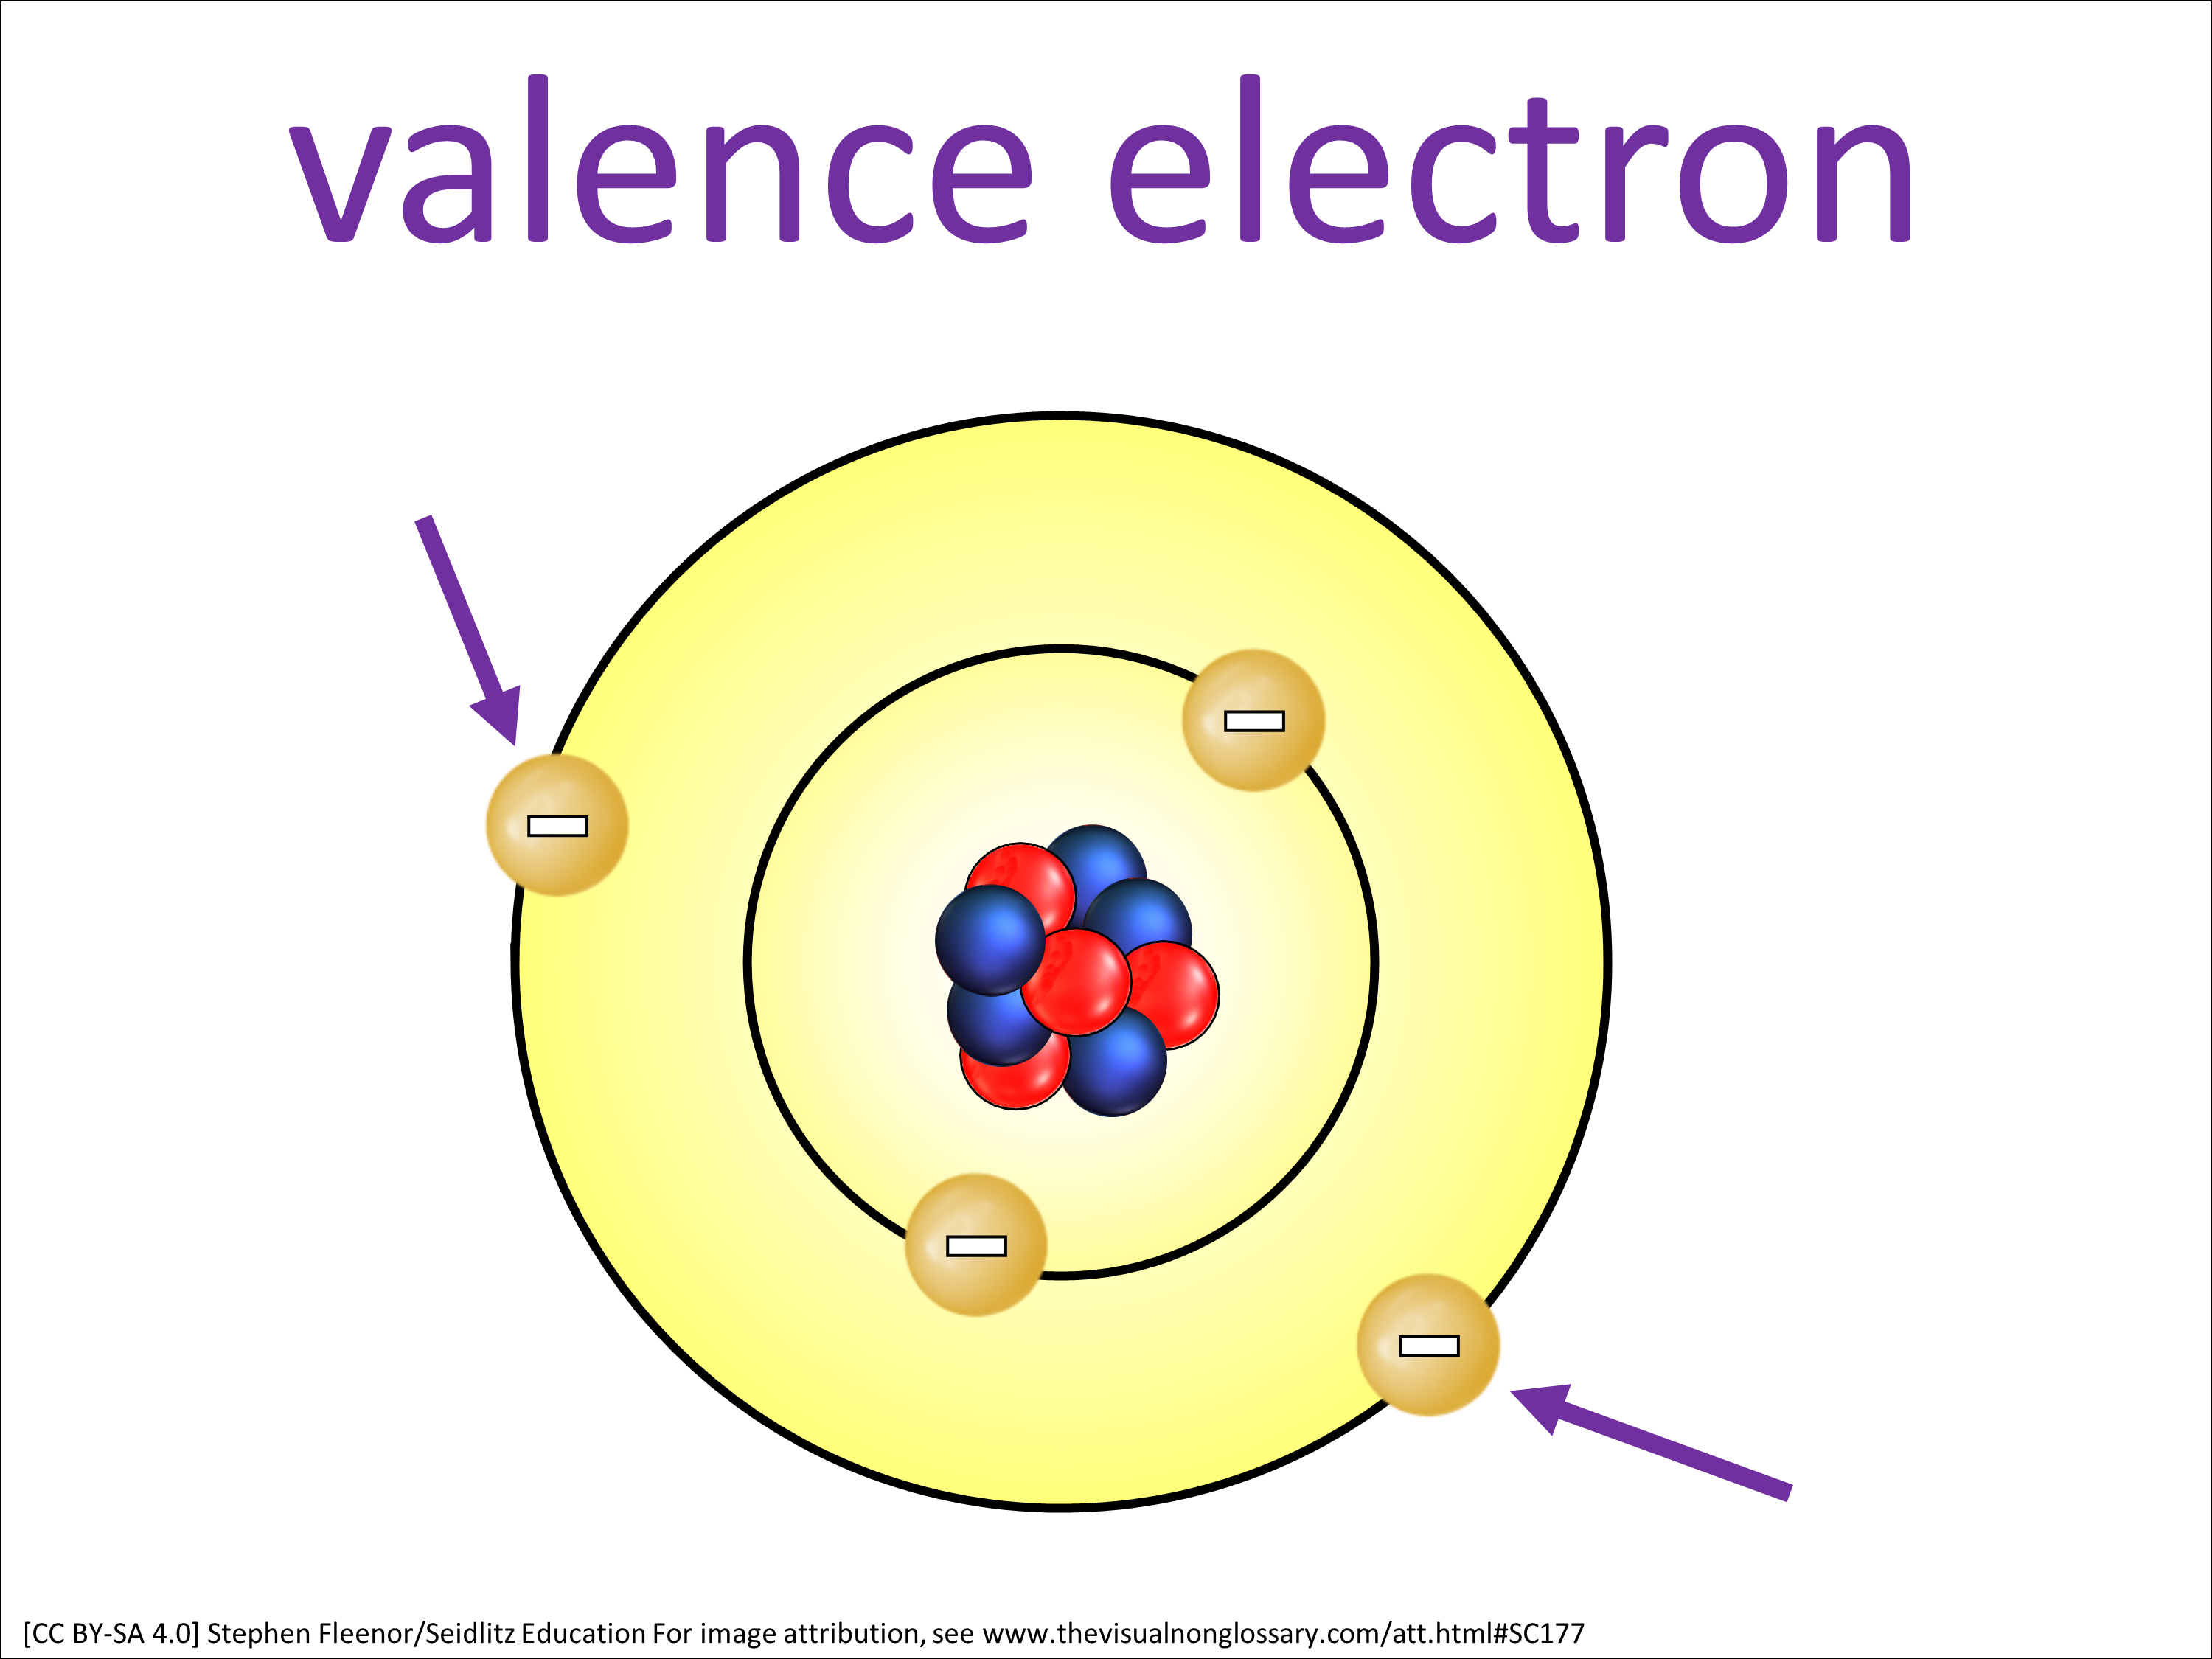 valence electron
[CC BY-SA 4.0] Stephen Fleenor/Seidlitz Education For image attribution, see www.thevisualnonglossary.com/att.html#SC177